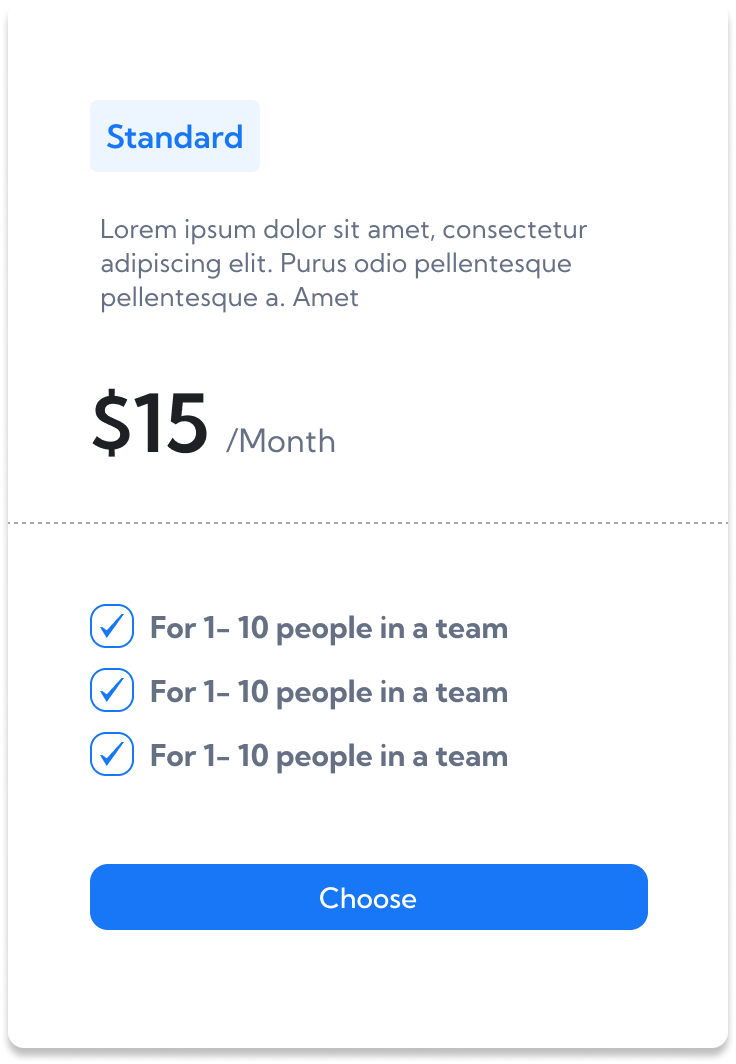 Standard
Lorem ipsum dolor sit amet, consectetur
adipiscing elit. Purus odio pellentesque
pellentesque a. Amet
$15 /Month
For 1- 10 people in a team
For 1- 10 people in a team
For 1- 10 people in a team
Choose